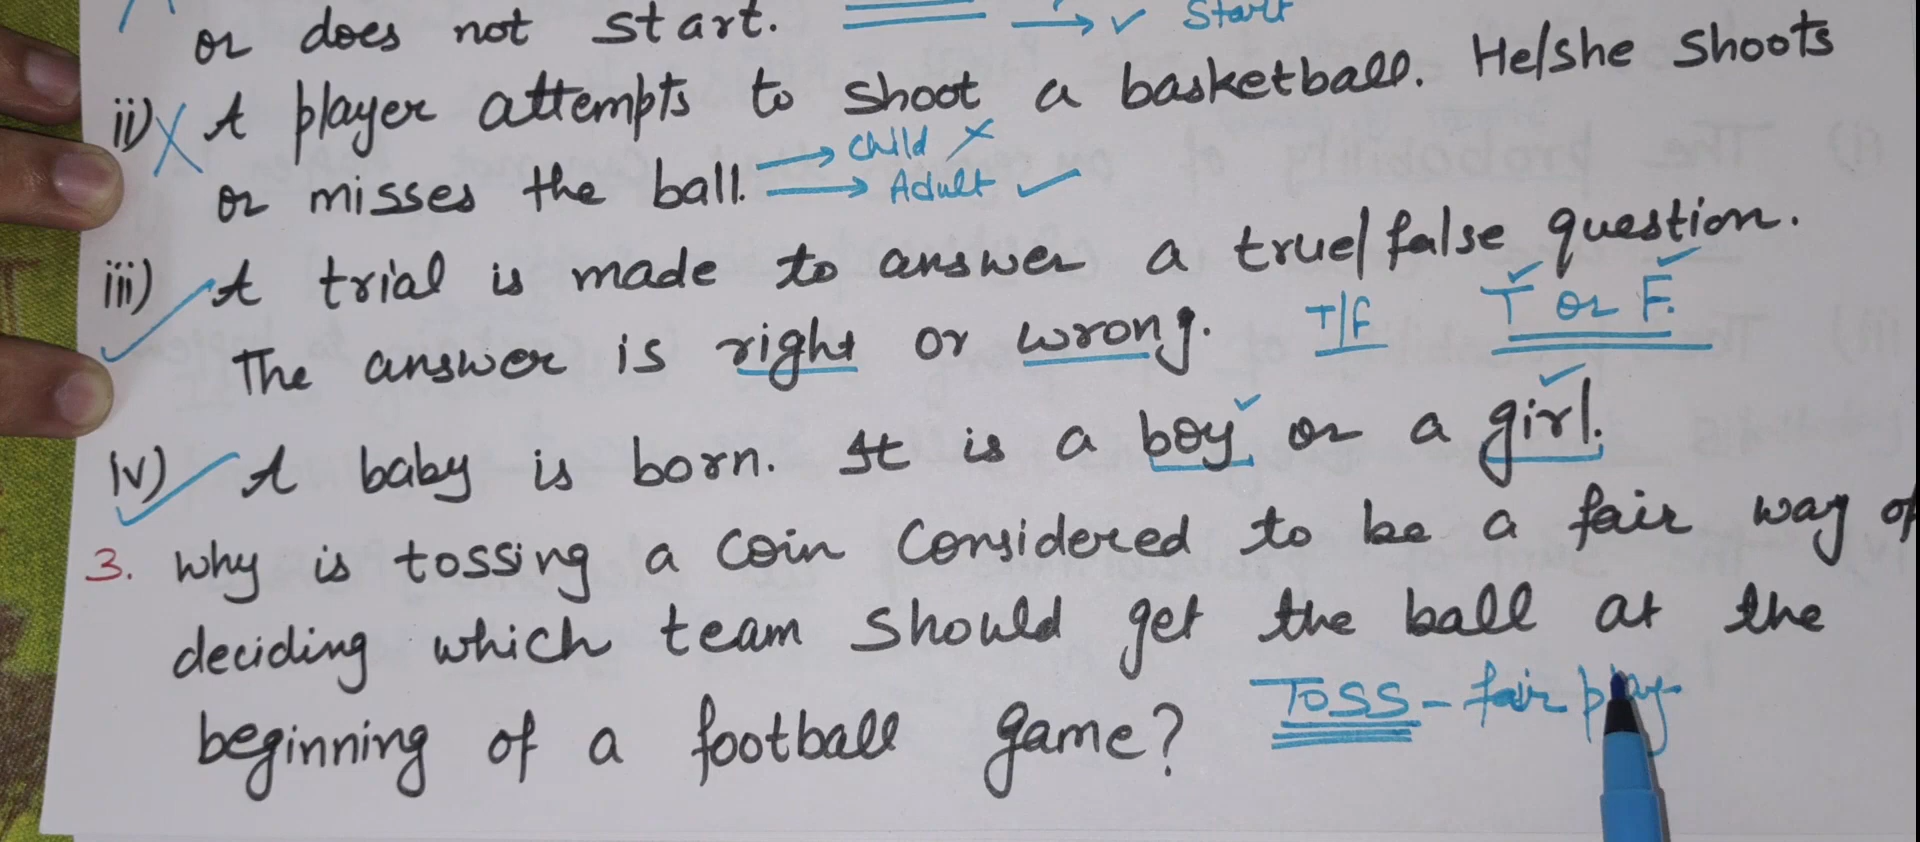 or does not start. → ✓ Start
ii) X A player attempts to shoot a basketball. He/she shoots
→ Child X
or misses the ball. → Adult ✓
iii) ✓ A trial is made to answer a true/false question.
The answer is right or wrong. T/F T or F.
iv) ✓ A baby is born. It is a boy or a girl.
3. why is tossing a coin considered to be a fair way of
deciding which team should get the ball at the
beginning of a football game? Toss - fair play